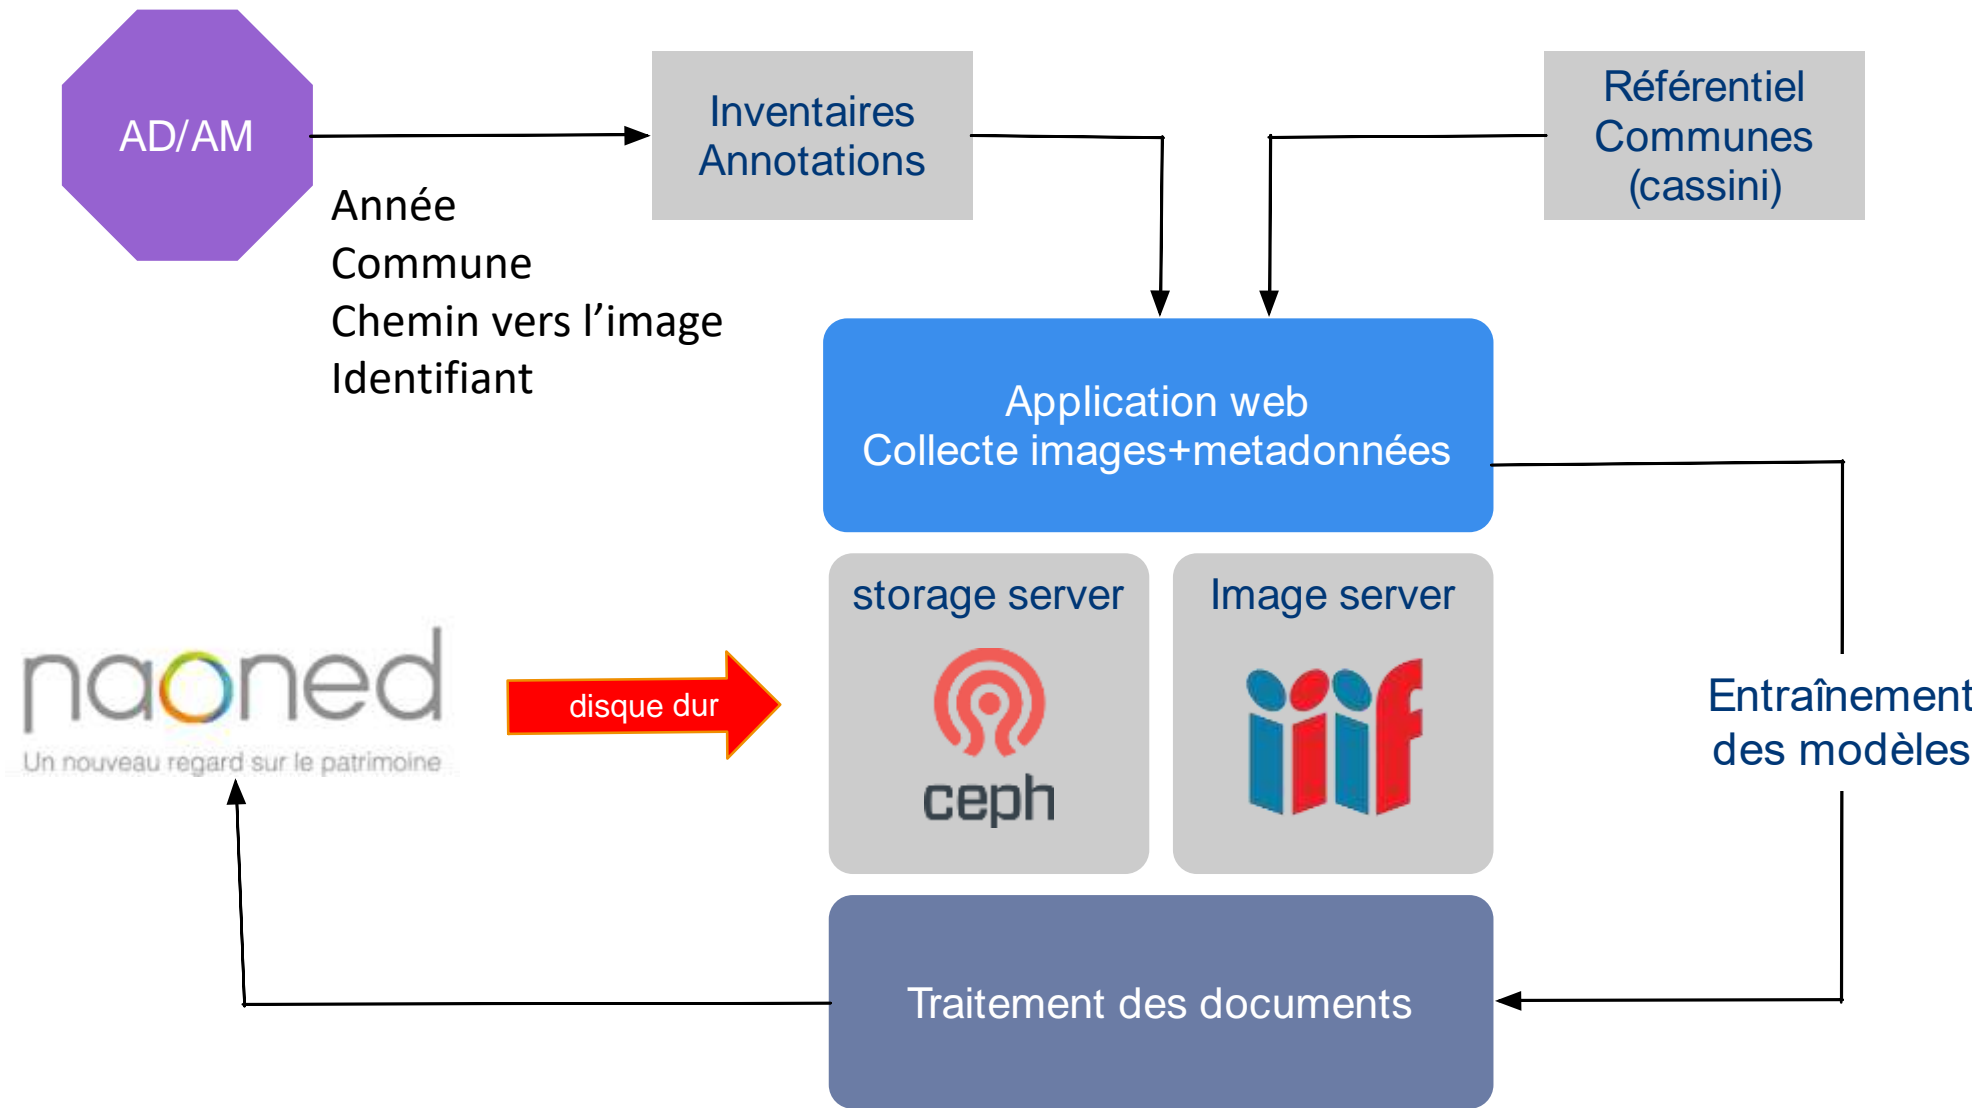 AD/AM
Inventaires
Annotations
Référentiel
Communes
(cassini)
Année
Commune
Chemin vers l’image
Identifiant
Application web
Collecte images+metadonnées
storage server
ceph
Image server
iiif
naoned
Un nouveau regard sur le patrimoine
disque dur
Entraînement
des modèles
Traitement des documents